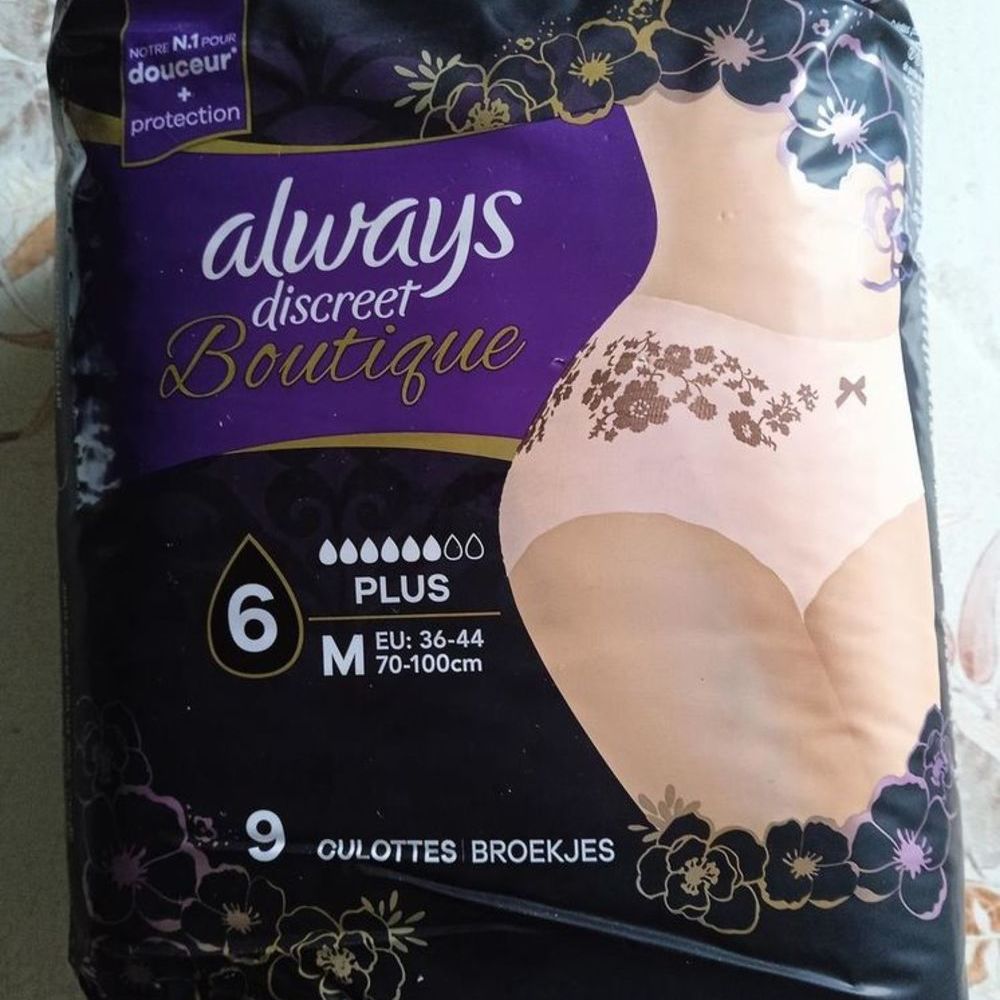 NOTRE N.1 POUR
douceur*
+
protection
always
discreet
Boutique
6
PLUS
M EU: 36-44
70-100cm
9 CULOTTES | BROEKJES